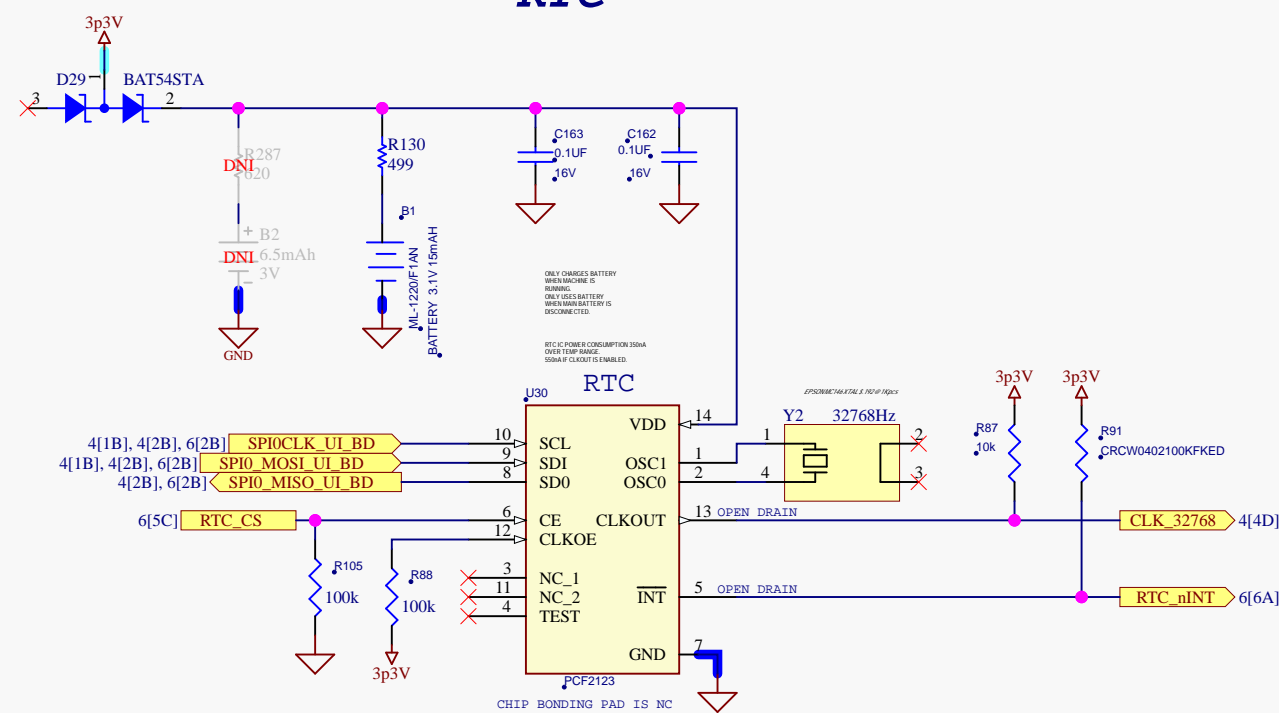 RTC
3p3V
D29
1
BAT54STA
3
2
R287
DNI
620
R130
499
C163
0.1UF
16V
C162
0.1UF
16V
B1
ML-1220/F1AN
BATTERY 3.1V 15mAH
+
B2
DNI
6.5mAh
3V
-
GND
ONLY CHARGES BATTERY
WHEN MACHINE IS
RUNNING.
ONLY USES BATTERY
WHEN MAIN BATTERY IS
DISCONNECTED.
RTC IC POWER CONSUMPTION 350nA
OVER TEMP RANGE.
550nA IF CLKOUT IS ENABLED.
RTC
U30
Y2 32768Hz
3p3V
3p3V
R87
10k
R91
CRCW0402100KFKED
4[1B], 4[2B], 6[2B] SPI0CLK_UI_BD 10 SCL
4[1B], 4[2B], 6[2B] SPI0_MOSI_UI_BD 9 SDI
4[2B], 6[2B] SPI0_MISO_UI_BD 8 SD0
6[5C] RTC_CS 6 CE
12 CLKOE
3 NC_1
11 NC_2
4 TEST
VDD 14
OSC1 1
OSC0 2
1
4
2
3
CLKOUT 13 OPEN DRAIN
CLK_32768 4[4D]
INT 5 OPEN DRAIN
RTC_nINT 6[6A]
GND 7
R105
100k
R88
100k
3p3V
PCF2123
CHIP BONDING PAD IS NC